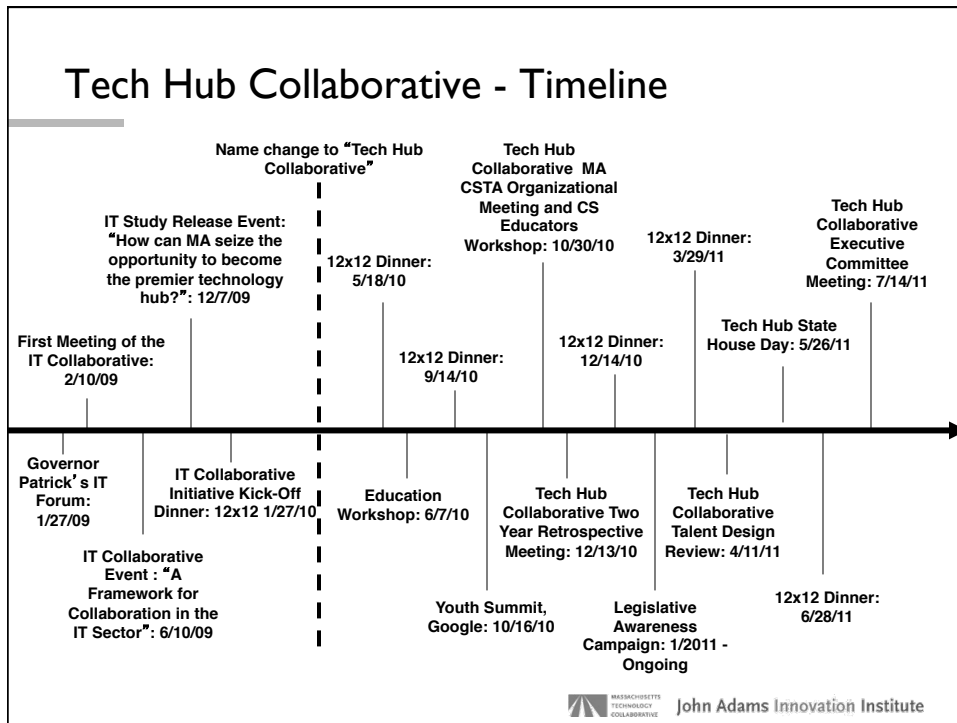 Tech Hub Collaborative - Timeline
Name change to “Tech Hub
Collaborative”
Tech Hub
Collaborative MA
CSTA Organizational
Meeting and CS
Educators
Workshop: 10/30/10
IT Study Release Event:
“How can MA seize the
opportunity to become
the premier technology
hub?”: 12/7/09
12x12 Dinner:
5/18/10
12x12 Dinner:
3/29/11
Tech Hub
Collaborative
Executive
Committee
Meeting: 7/14/11
First Meeting of the
IT Collaborative:
2/10/09
12x12 Dinner:
9/14/10
12x12 Dinner:
12/14/10
Tech Hub State
House Day: 5/26/11
Governor
Patrick’s IT
Forum:
1/27/09
IT Collaborative
Initiative Kick-Off
Dinner: 12x12 1/27/10
Education
Workshop: 6/7/10
Tech Hub
Collaborative Two
Year Retrospective
Meeting: 12/13/10
Tech Hub
Collaborative
Talent Design
Review: 4/11/11
IT Collaborative
Event : “A
Framework for
Collaboration in the
IT Sector”: 6/10/09
Youth Summit,
Google: 10/16/10
Legislative
Awareness
Campaign: 1/2011 -
Ongoing
12x12 Dinner:
6/28/11
MASSACHUSETTS
TECHNOLOGY
COLLABORATIVE
John Adams Innovation Institute